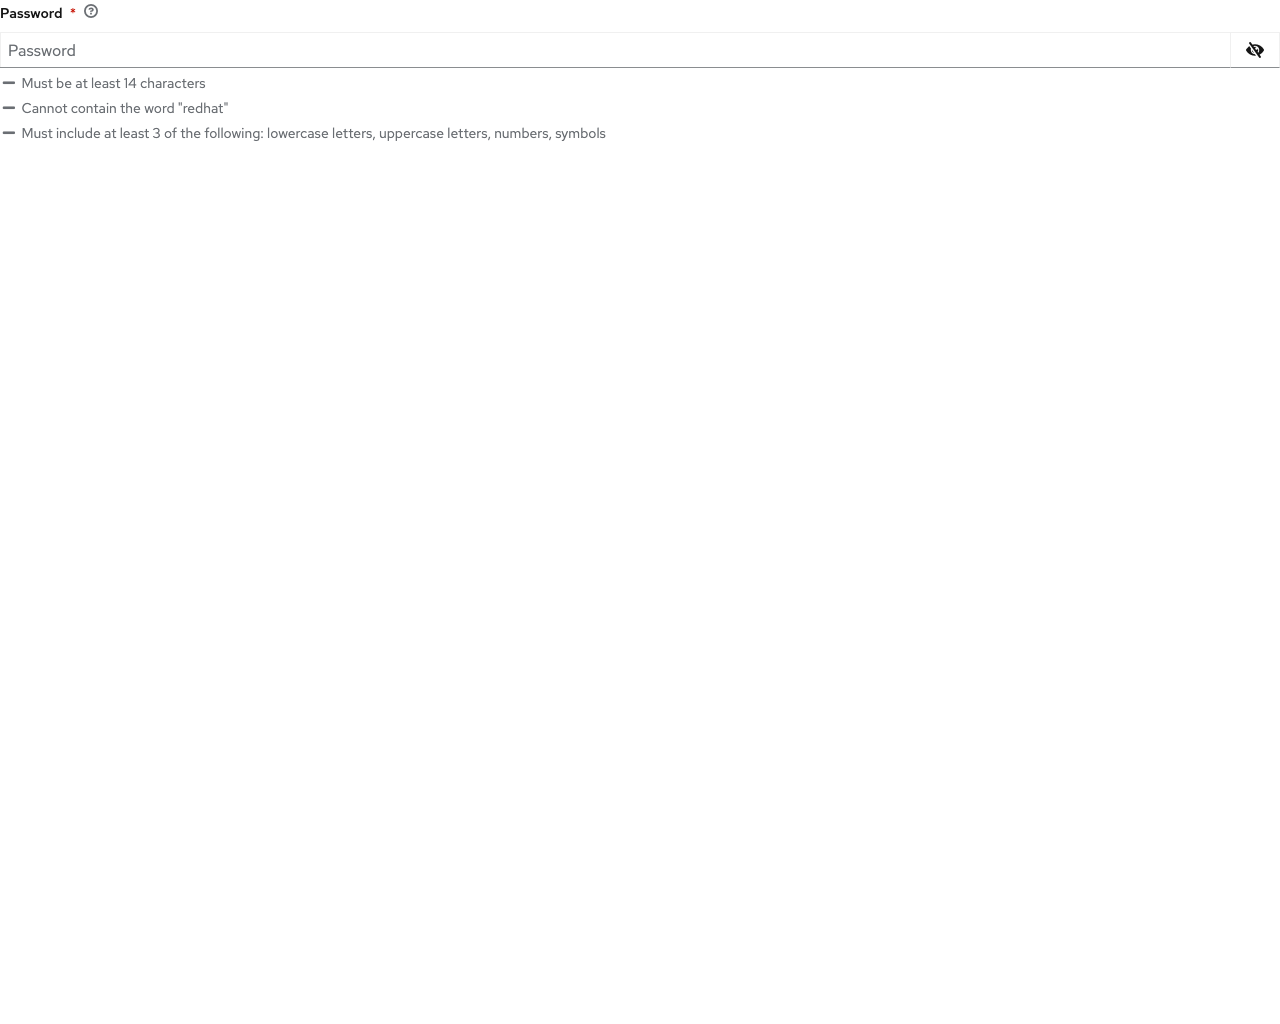 Password *
Password
Must be at least 14 characters
Cannot contain the word "redhat"
Must include at least 3 of the following: lowercase letters, uppercase letters, numbers, symbols